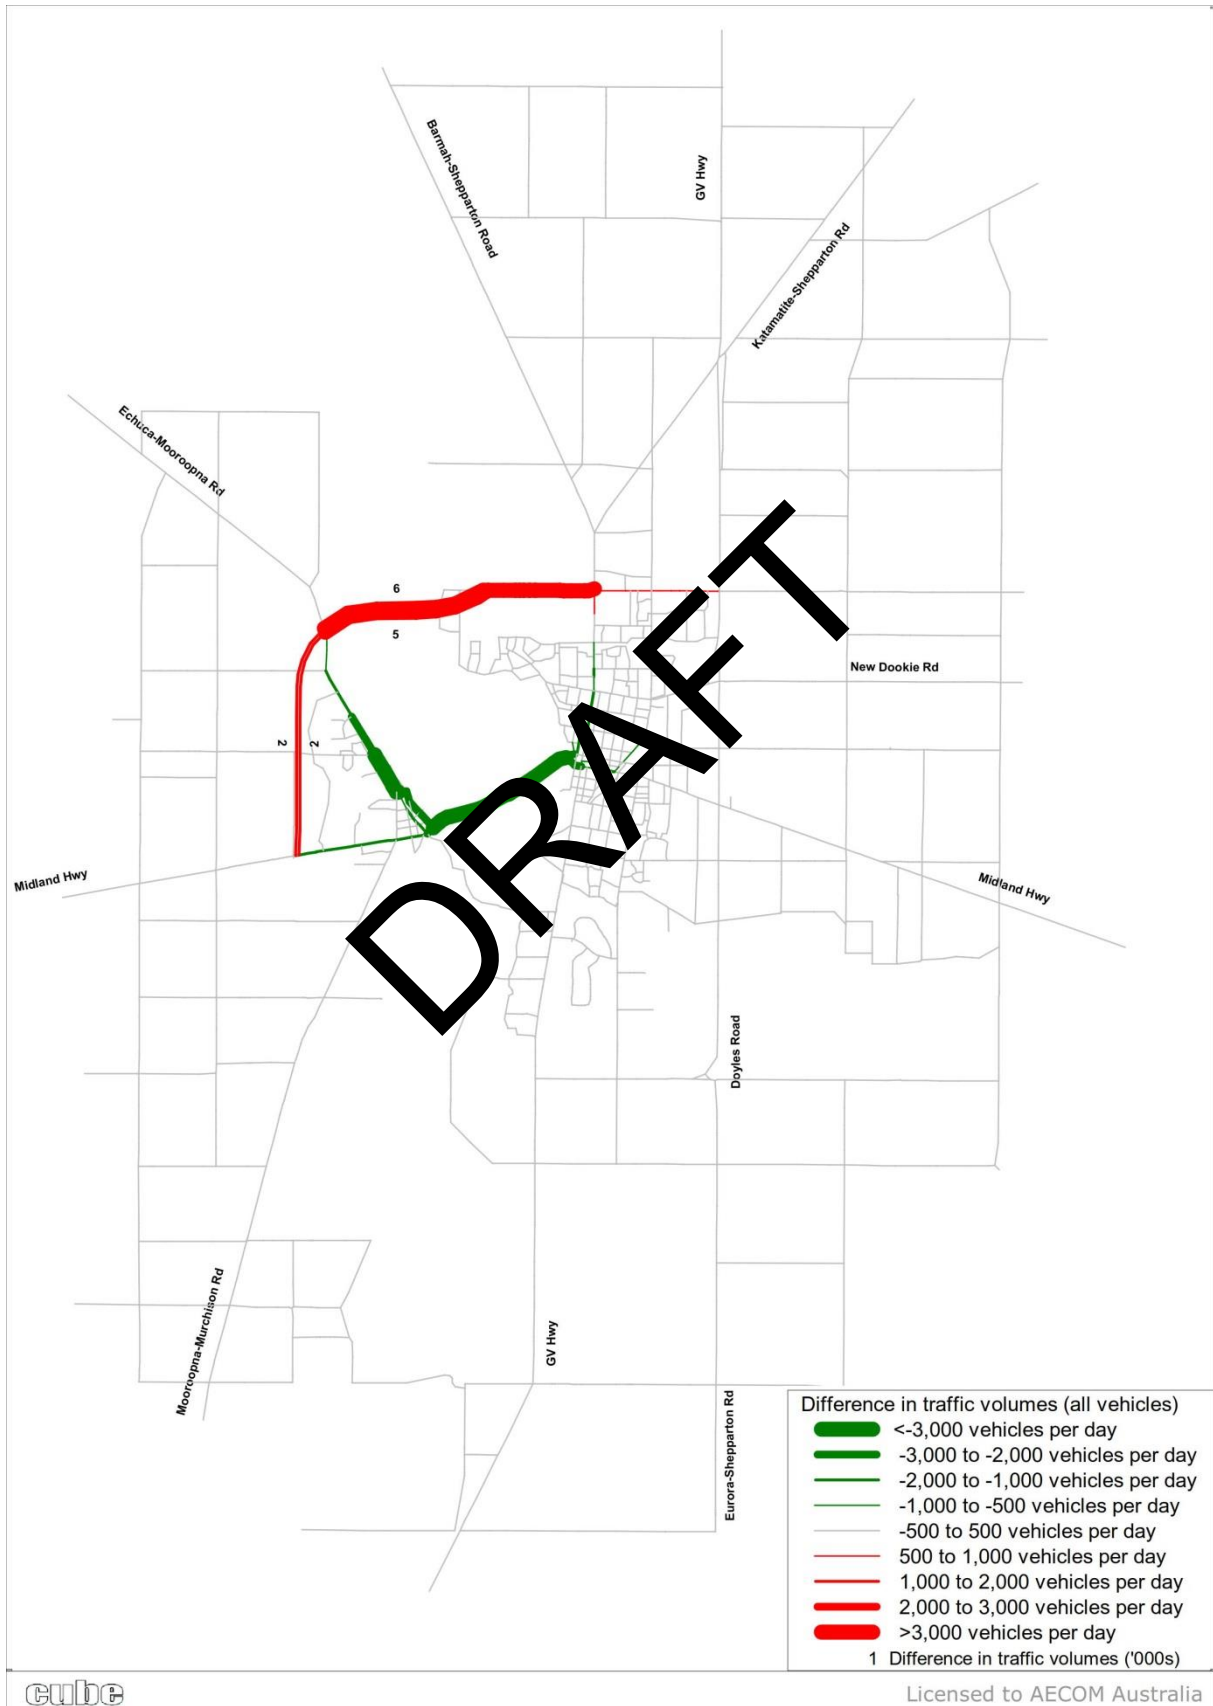 Barmah-Shepparton Road
GV Hwy
Katamatite-Shepparton Rd
Echuca-Mooroopna Rd
6
5
New Dookie Rd
2
2
DRAFT
Midland Hwy
Midland Hwy
Doyles Road
Mooroopna-Murchison Rd
GV Hwy
Eurora-Shepparton Rd
Difference in traffic volumes (all vehicles)
<-3,000 vehicles per day
-3,000 to -2,000 vehicles per day
-2,000 to -1,000 vehicles per day
-1,000 to -500 vehicles per day
-500 to 500 vehicles per day
500 to 1,000 vehicles per day
1,000 to 2,000 vehicles per day
2,000 to 3,000 vehicles per day
>3,000 vehicles per day
1 Difference in traffic volumes ('000s)
cube
Licensed to AECOM Australia